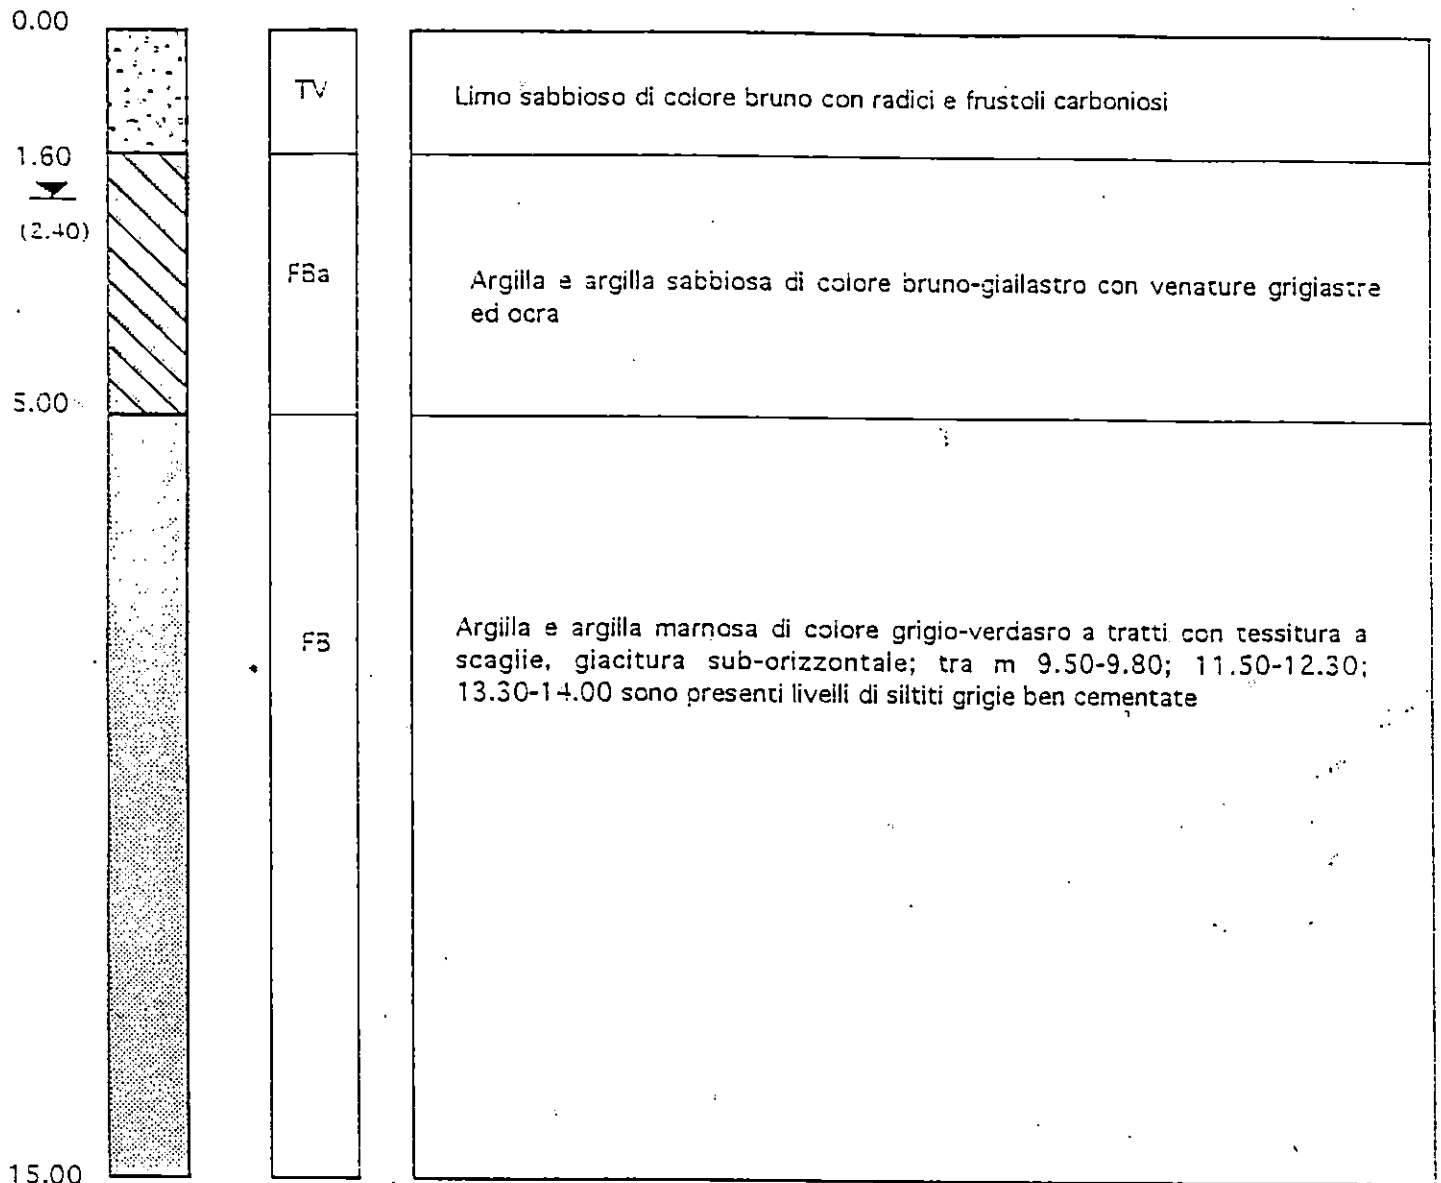 0.00
TV
Limo sabbioso di colore bruno con radici e frustoli carboniosi
1.60
(2.40)
FBa
Argilla e argilla sabbiosa di colore bruno-giallastro con venature grigiastre
ed ocra
5.00
FB
Argilla e argilla marnosa di colore grigio-verdasro a tratti con tessitura a
scaglie, giacitura sub-orizzontale; tra m 9.50-9.80; 11.50-12.30;
13.30-14.00 sono presenti livelli di siltiti grigie ben cementate
15.00